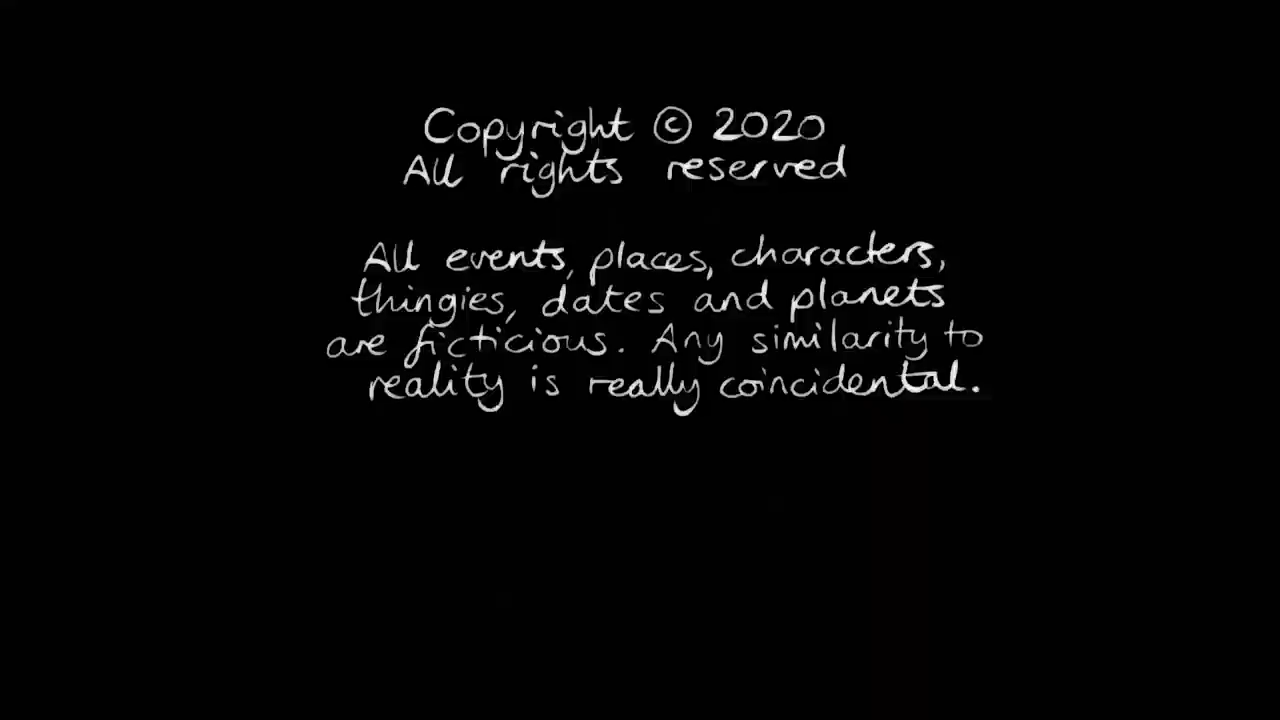 Copyright © 2020
All rights reserved
All events, places, characters,
thingies, dates and planets
are ficticious. Any similarity to
reality is really coincidental.